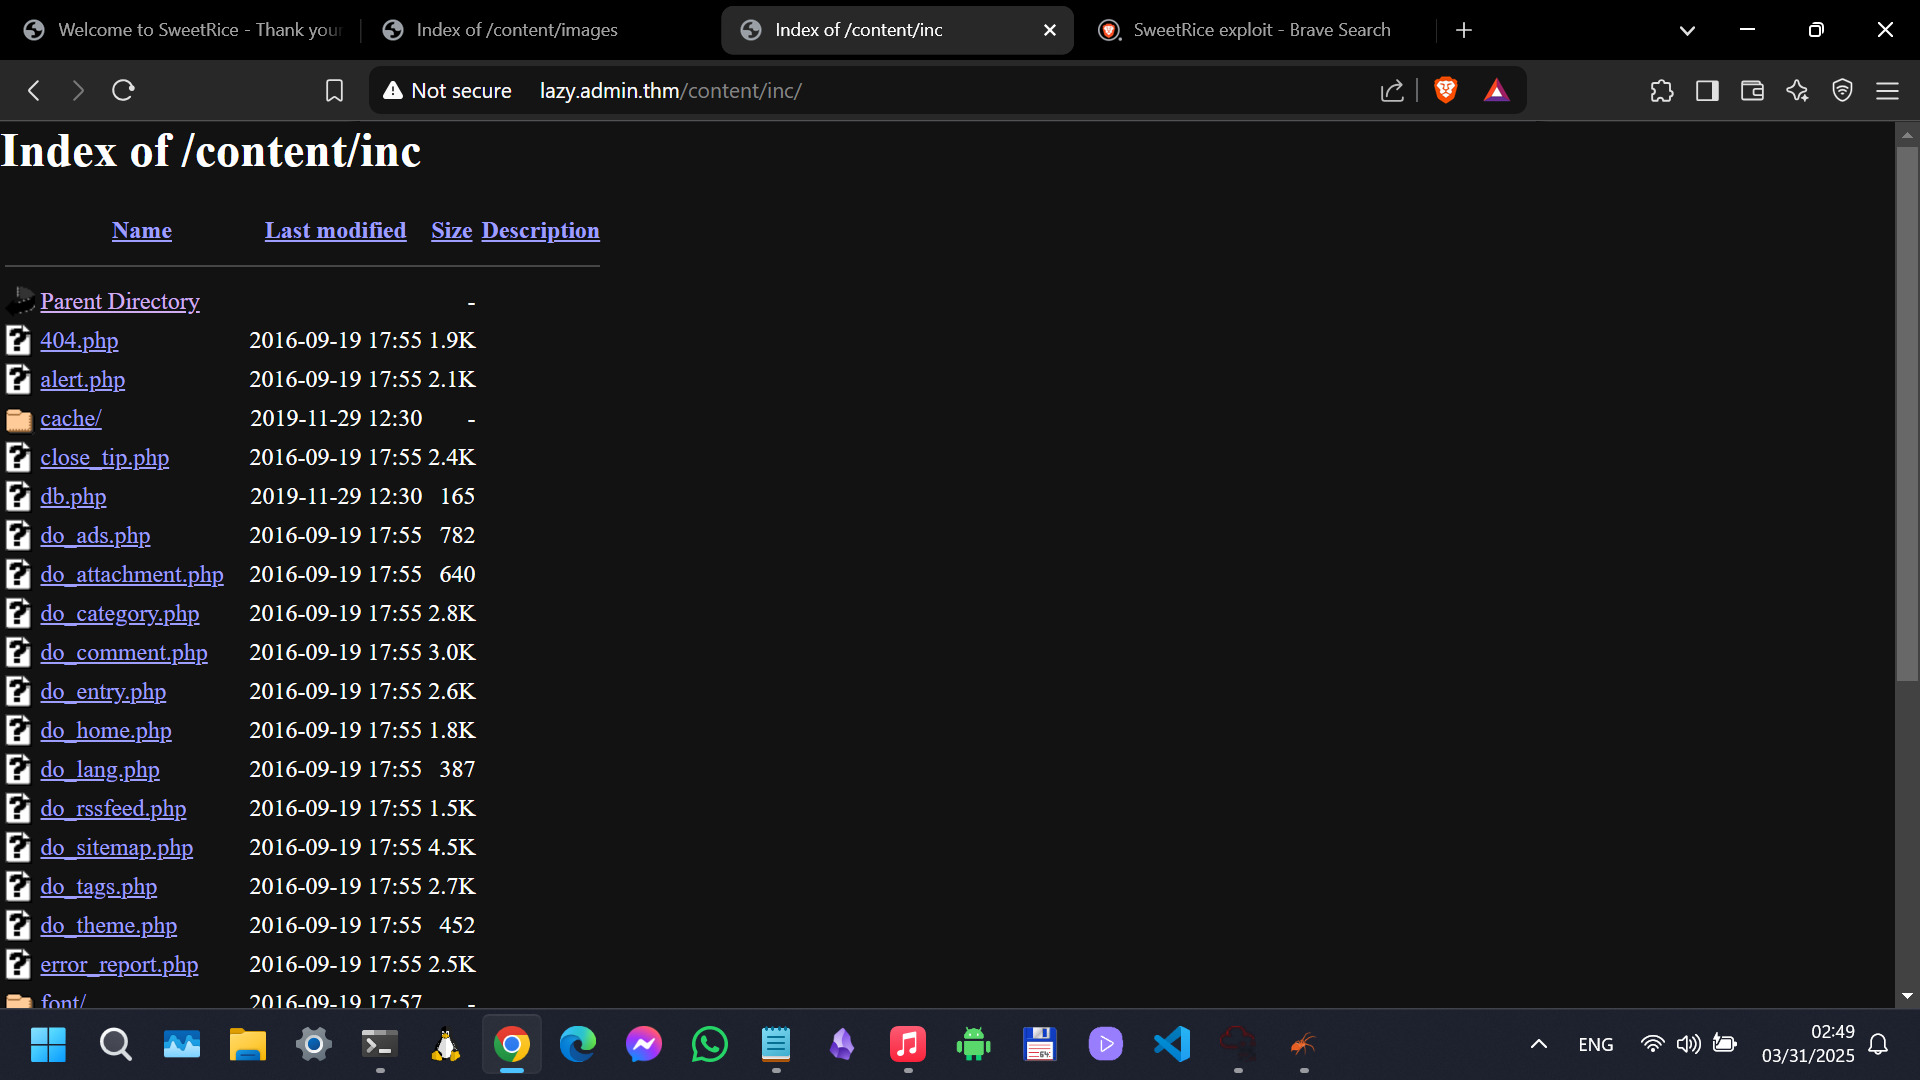 Welcome to SweetRice - Thank your
Index of /content/images
Index of /content/inc
SweetRice exploit - Brave Search
Not secure
lazy.admin.thm/content/inc/
Index of /content/inc
Name Last modified Size Description
Parent Directory -
404.php 2016-09-19 17:55 1.9K
alert.php 2016-09-19 17:55 2.1K
cache/ 2019-11-29 12:30 -
close_tip.php 2016-09-19 17:55 2.4K
db.php 2019-11-29 12:30 165
do_ads.php 2016-09-19 17:55 782
do_attachment.php 2016-09-19 17:55 640
do_category.php 2016-09-19 17:55 2.8K
do_comment.php 2016-09-19 17:55 3.0K
do_entry.php 2016-09-19 17:55 2.6K
do_home.php 2016-09-19 17:55 1.8K
do_lang.php 2016-09-19 17:55 387
do_rssfeed.php 2016-09-19 17:55 1.5K
do_sitemap.php 2016-09-19 17:55 4.5K
do_tags.php 2016-09-19 17:55 2.7K
do_theme.php 2016-09-19 17:55 452
error_report.php 2016-09-19 17:55 2.5K
font/ 2016-09-19 17:57 -
64
ENG
02:49
03/31/2025